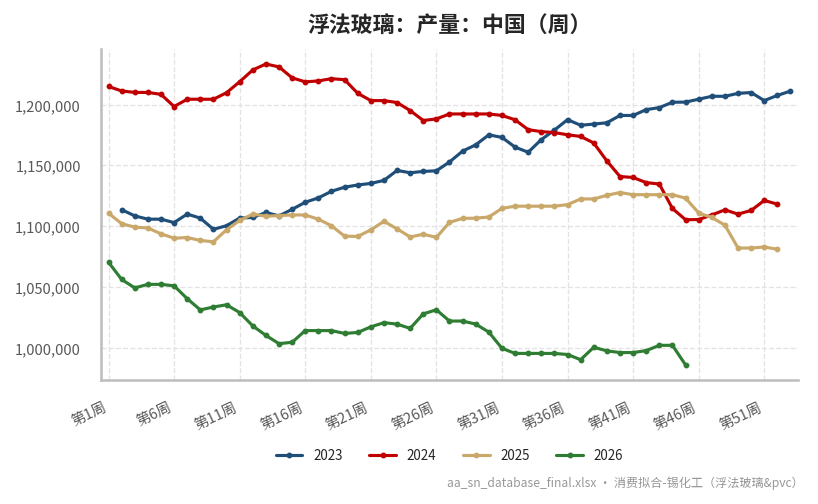 浮法玻璃：产量：中国（周）
1,200,000
1,150,000
1,100,000
1,050,000
1,000,000
第1周 第6周 第11周 第16周 第21周 第26周 第31周 第36周 第41周 第46周 第51周
2023 2024 2025 2026
aa_sn_database_final.xlsx • 消费拟合-锡化工（浮法玻璃&pvc）